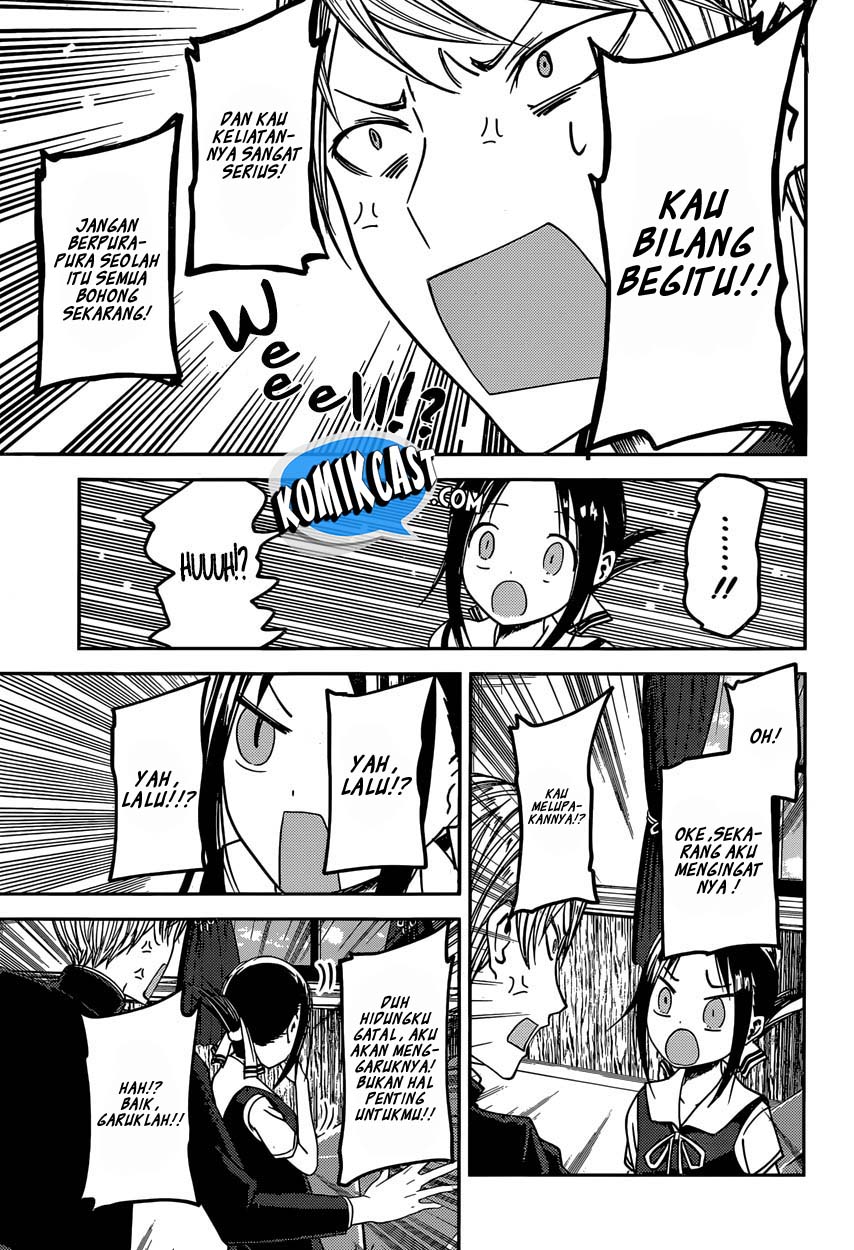 KAU
BILANG
BEGITU!!
DAN KAU
KELIATAN-
NYA SANGAT
SERIUS!
JANGAN
BERPURA-
PURA SEOLAH
ITU SEMUA
BOHONG
SEKARANG!
Weeell!?
KOMIKCAST
.COM
........!!
HUUUH!?
OH!
OKE,SEKA-
RANG AKU
MENGINGAT
NYA !
KAU
MELUPA-
KANNYA!?
YAH,
LALU!?
YAH,
LALU!!?
DUH
HIDUNGKU
GATAL, AKU
AKAN MENG-
GARUKNYA!
BUKAN HAL
PENTING
UNTUKMU!!
HAH!?
BAIK,
GARUKLAH!!